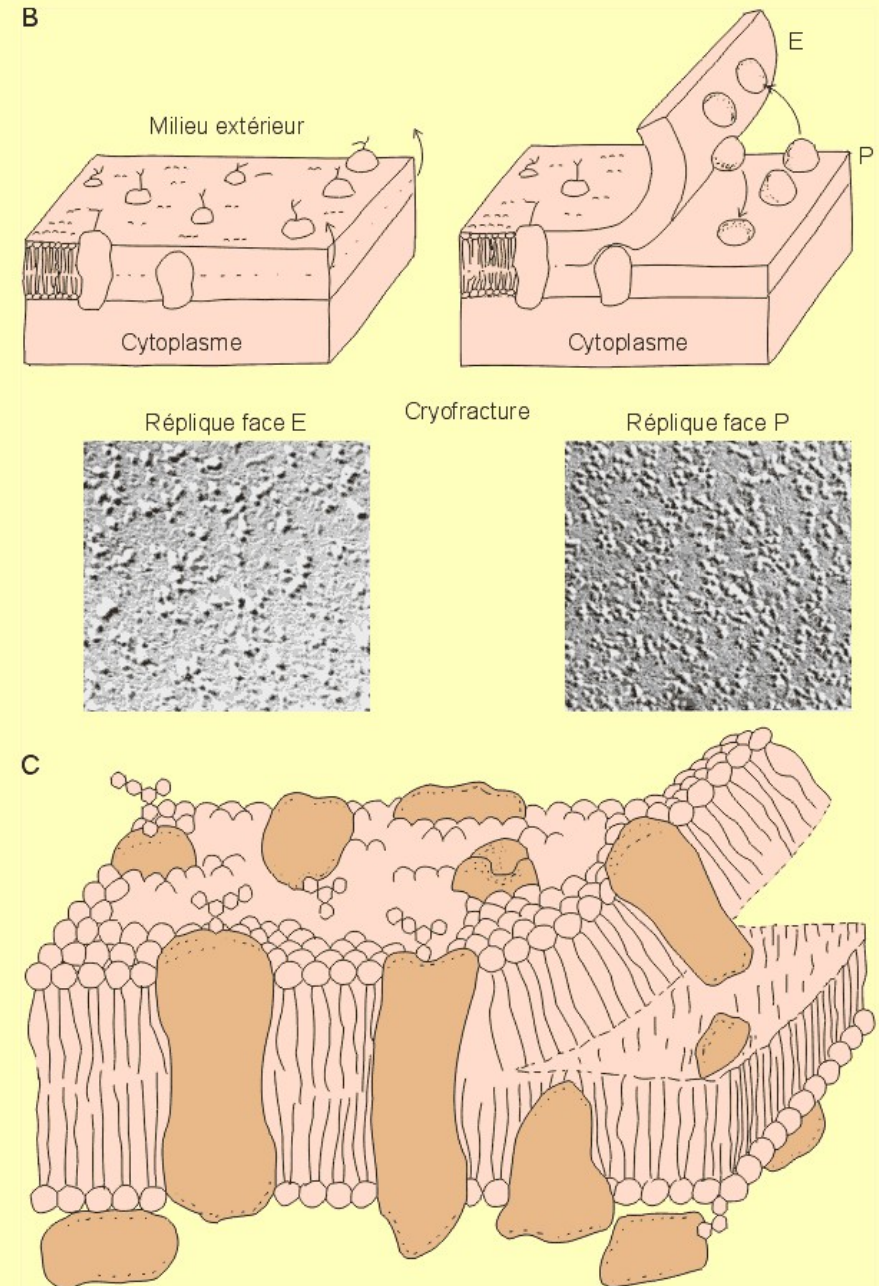 B
E
Milieu extérieur
P
Cytoplasme
Cytoplasme
Cryofracture
Réplique face E
Réplique face P
C